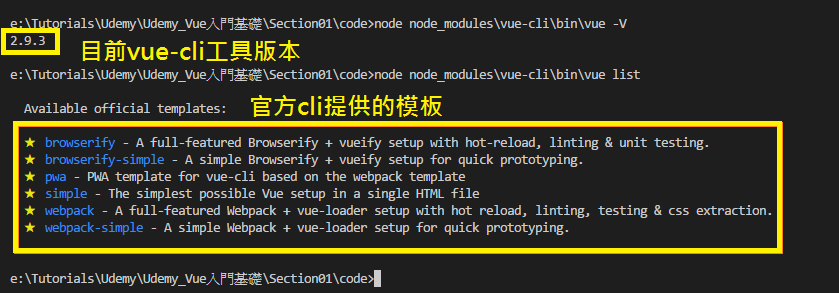 e:\Tutorials\Udemy\Udemy_Vue入門基礎\Section01\code>node node_modules\vue-cli\bin\vue -V
2.9.3
目前vue-cli工具版本
e:\Tutorials\Udemy\Udemy_Vue入門基礎\Section01\code>node node_modules\vue-cli\bin\vue list
Available official templates: 官方cli提供的模板
★ browserify - A full-featured Browserify + vueify setup with hot-reload, linting & unit testing.
★ browserify-simple - A simple Browserify + vueify setup for quick prototyping.
★ pwa - PWA template for vue-cli based on the webpack template
★ simple - The simplest possible Vue setup in a single HTML file
★ webpack - A full-featured Webpack + vue-loader setup with hot reload, linting, testing & css extraction.
★ webpack-simple - A simple Webpack + vue-loader setup for quick prototyping.
e:\Tutorials\Udemy\Udemy_Vue入門基礎\Section01\code>